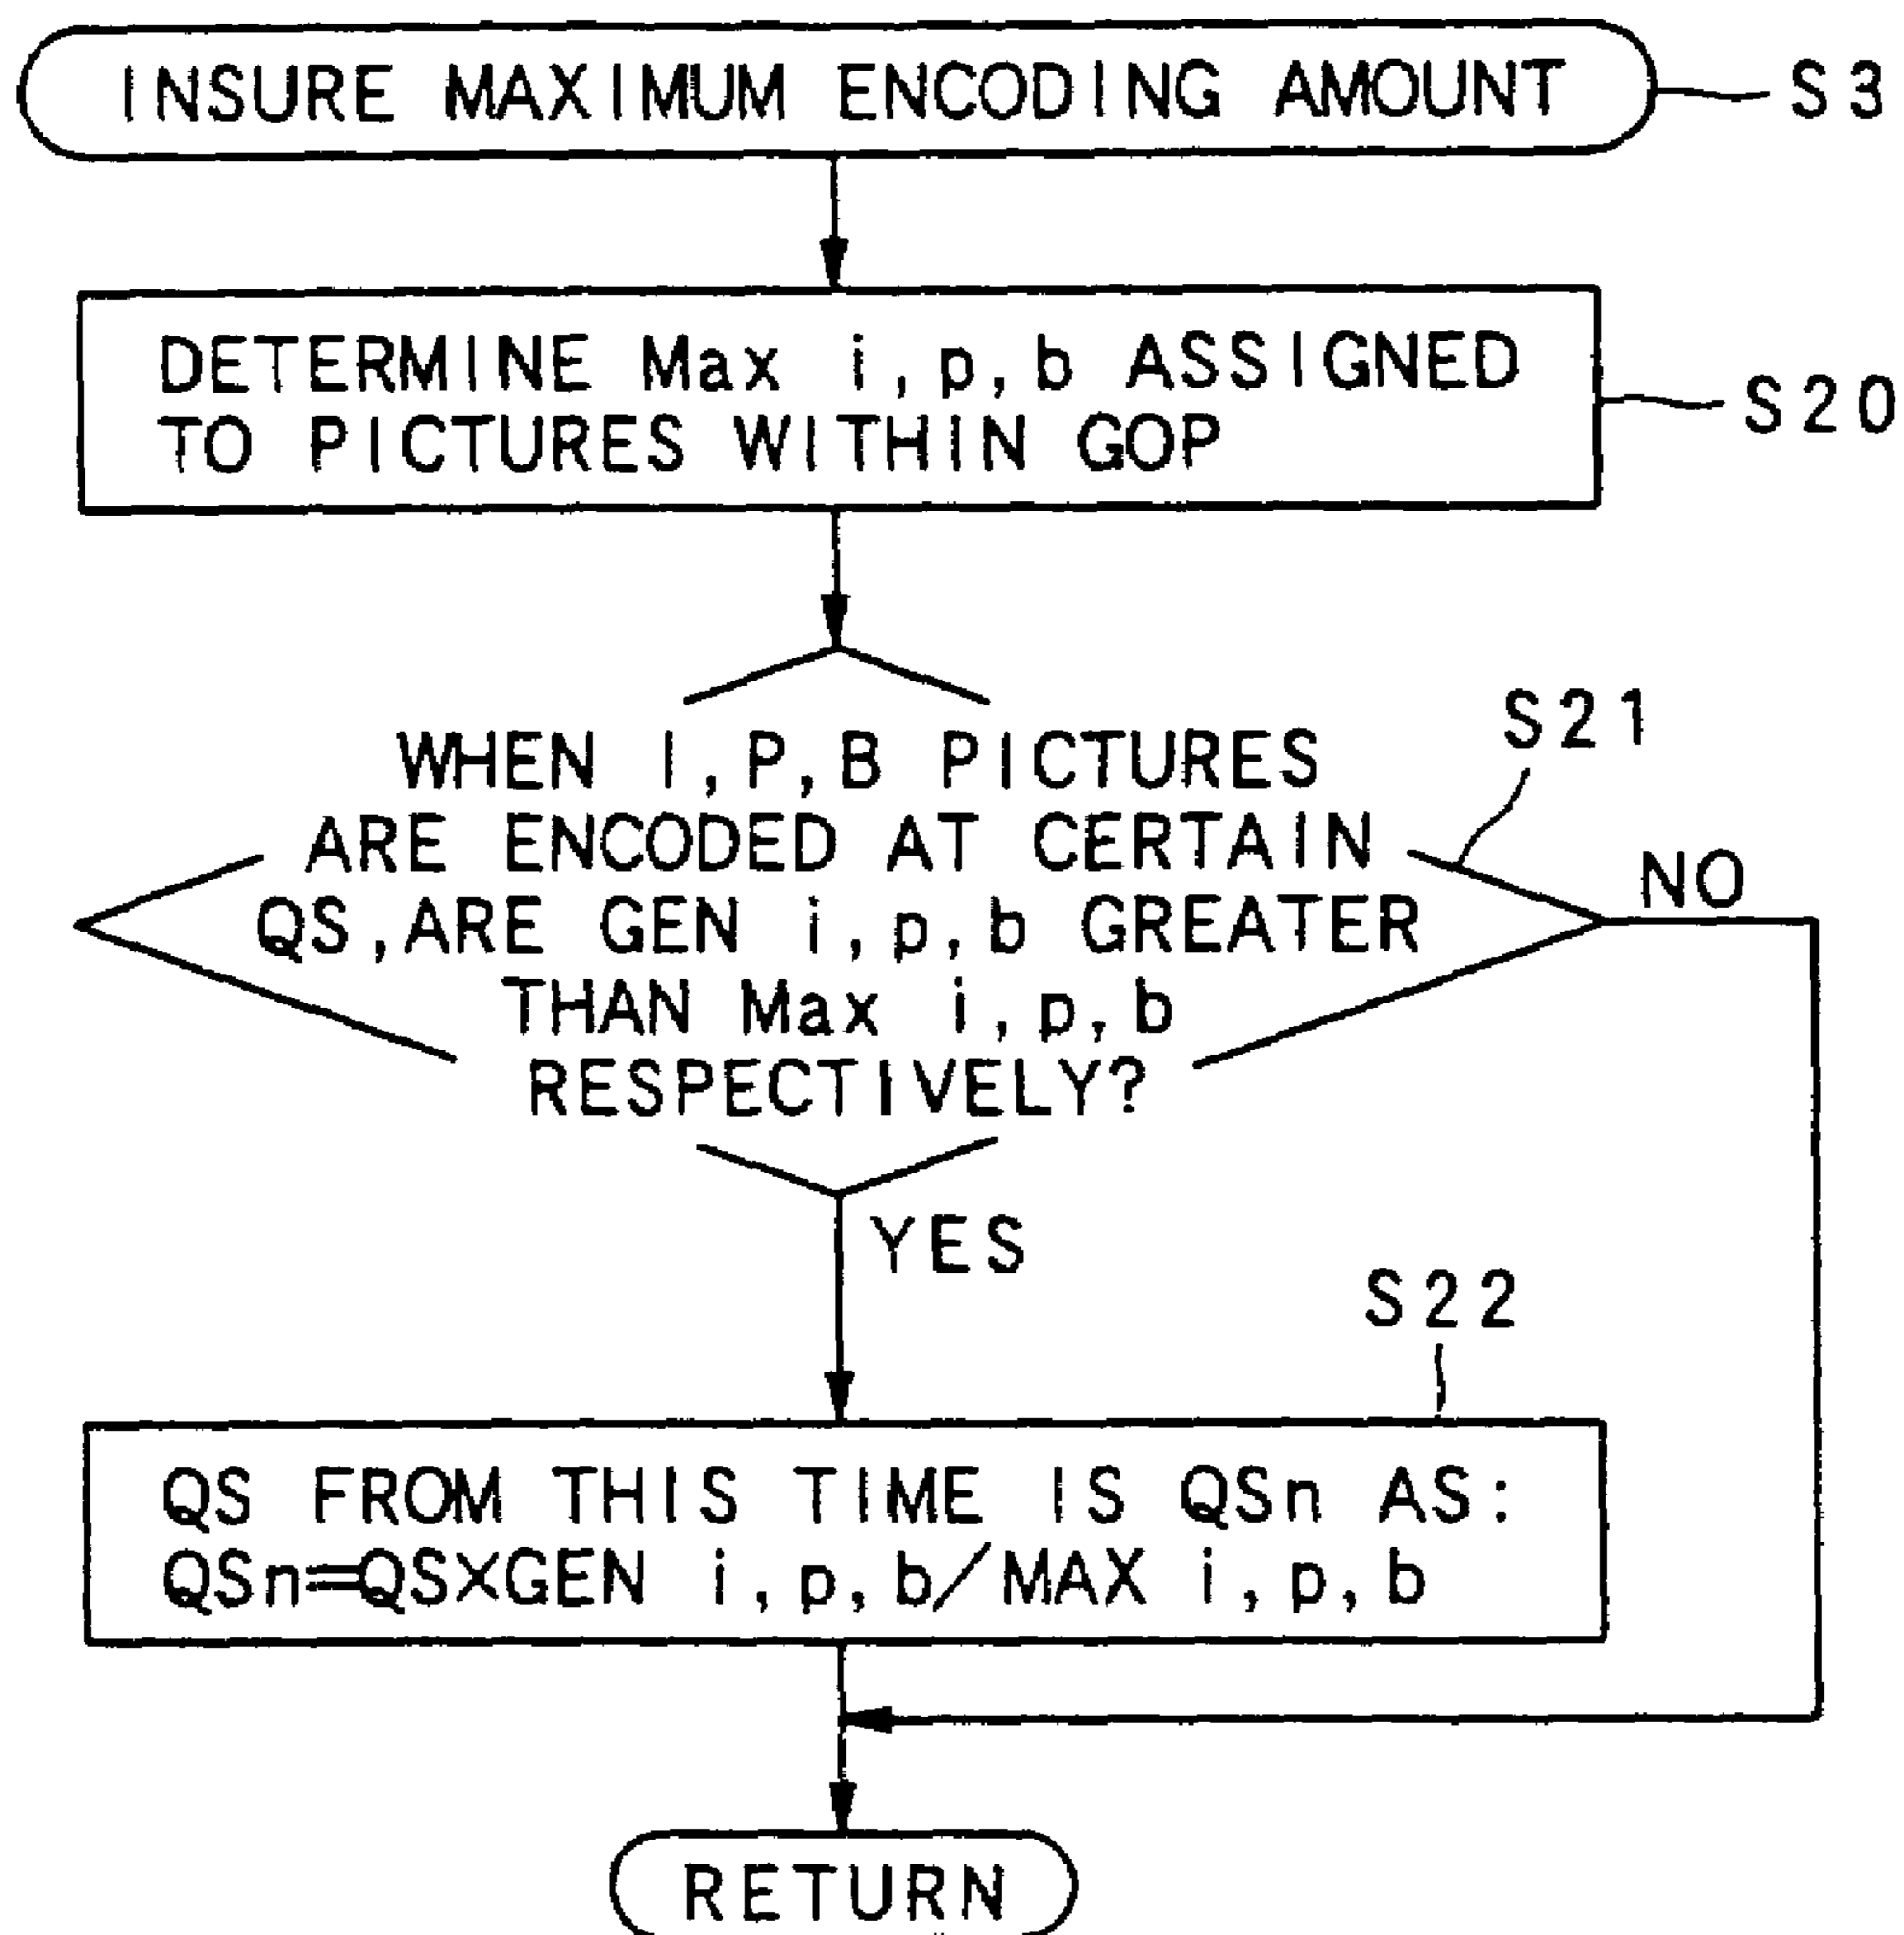 INSURE MAXIMUM ENCODING AMOUNT
S3
DETERMINE Max i,p,b ASSIGNED
TO PICTURES WITHIN GOP
S20
WHEN I,P,B PICTURES
ARE ENCODED AT CERTAIN
QS,ARE GEN i,p,b GREATER
THAN Max i,p,b
RESPECTIVELY?
S21
NO
YES
S22
QS FROM THIS TIME IS QSn AS:
QSn=QS×GEN i,p,b/MAX i,p,b
RETURN